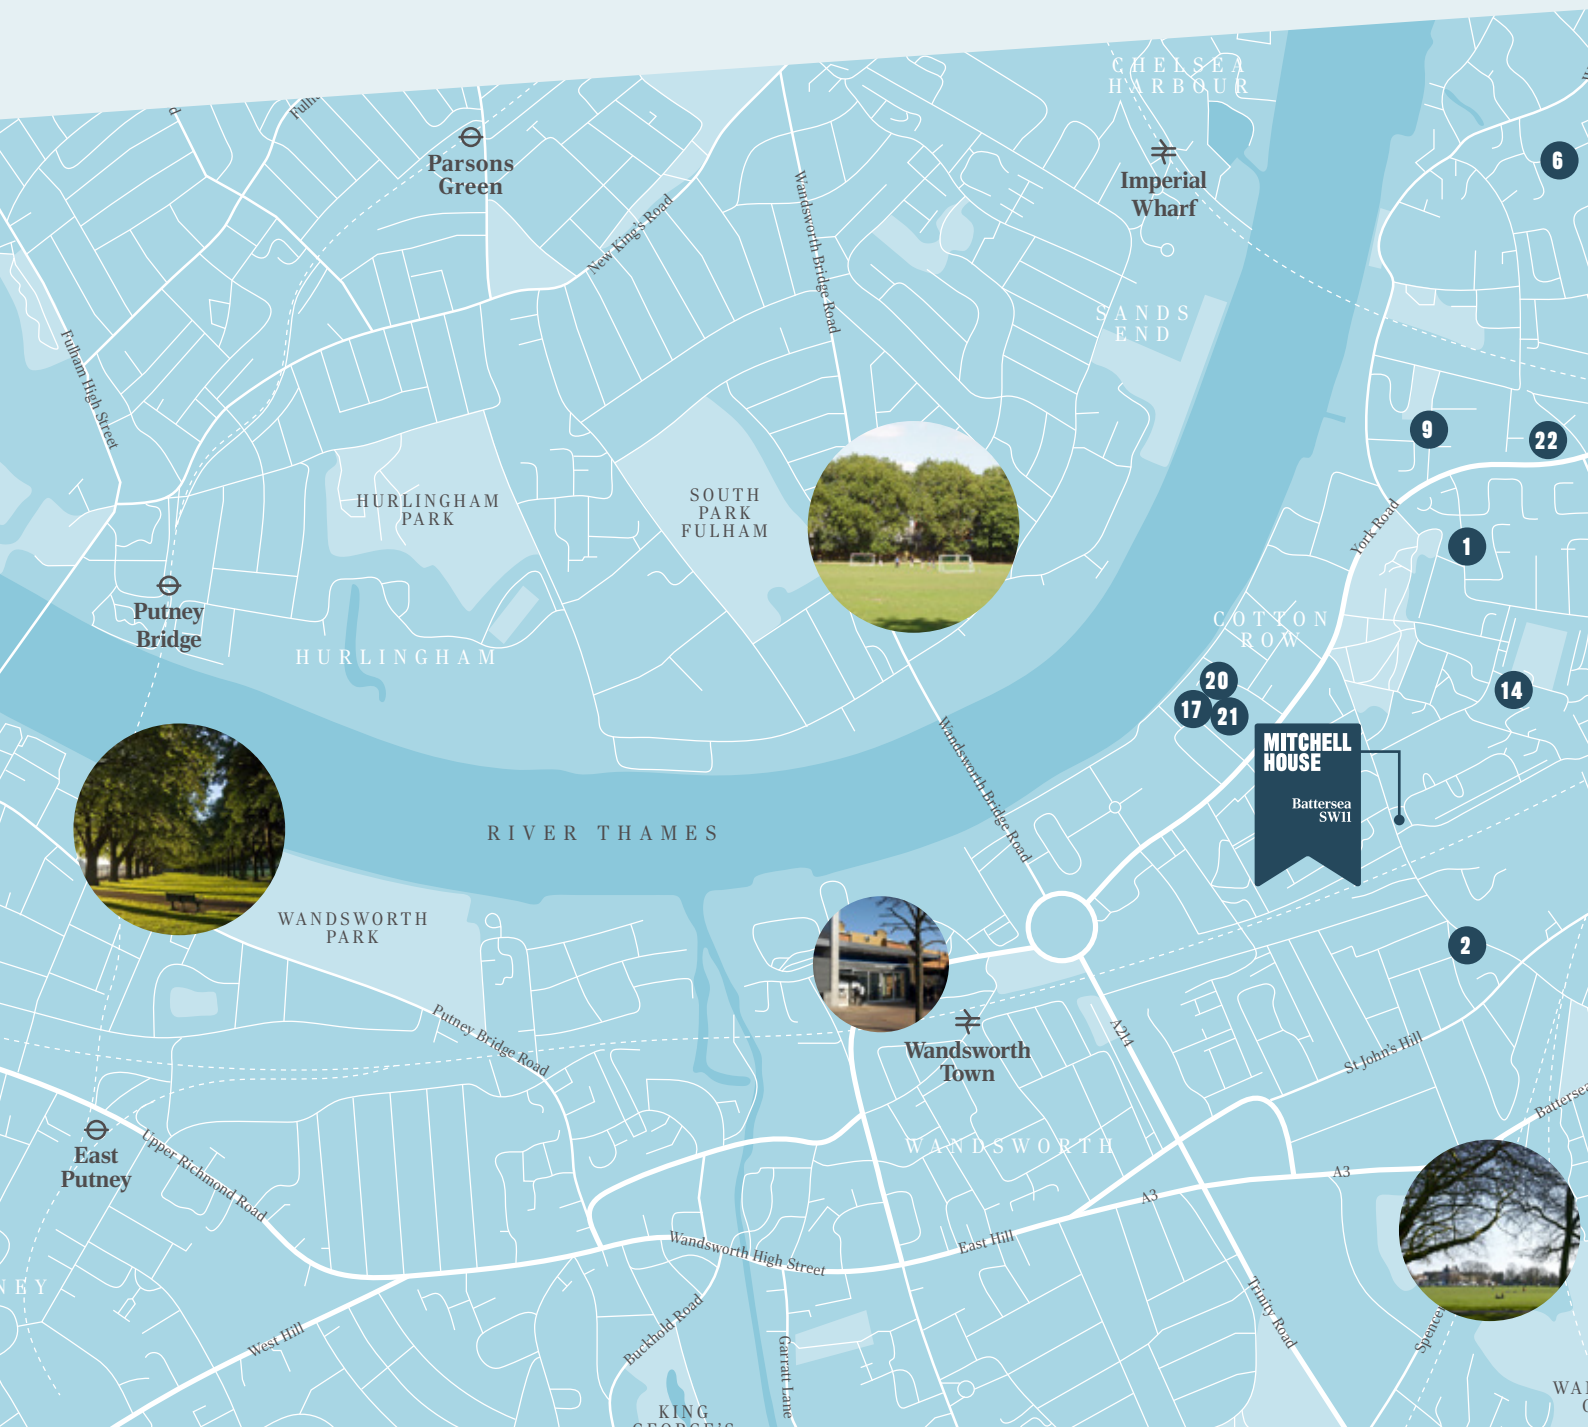 CHELSEA
HARBOUR
Parsons
Green
Imperial
Wharf
6
New King's Road
Wandsworth Bridge Road
SANDS
END
Fulham High Street
9
22
HURLINGHAM
PARK
SOUTH
PARK
FULHAM
York Road
1
Putney
Bridge
HURLINGHAM
COTTON
ROW
20
17
21
14
MITCHELL
HOUSE
Battersea
SW11
Wandsworth Bridge Road
RIVER THAMES
WANDSWORTH
PARK
2
Putney Bridge Road
Wandsworth
Town
A214
St John's Hill
Battersea
East
Putney
Upper Richmond Road
WANDSWORTH
A3
A3
East Hill
Wandsworth High Street
NEY
West Hill
Buckhold Road
Garratt Lane
Trinity Road
Spencer
KING
GEORGE'S